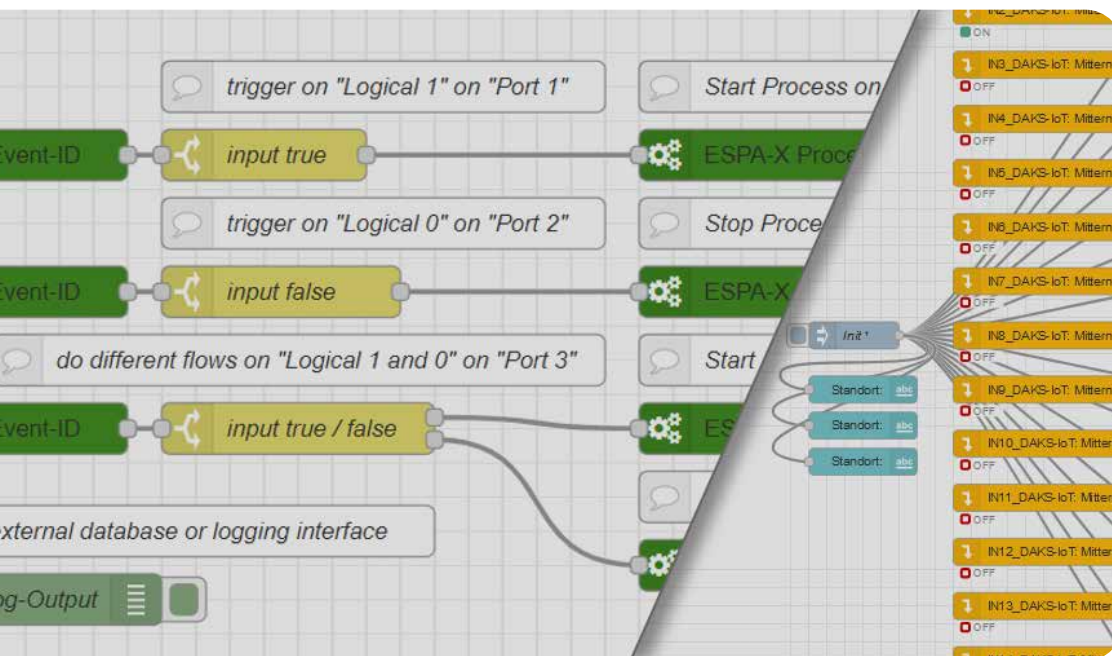 trigger on "Logical 1" on "Port 1"
Start Process on
Event-ID
input true
ESPA-X Proce
trigger on "Logical 0" on "Port 2"
Stop Proce
Event-ID
input false
ESPA-X
do different flows on "Logical 1 and 0" on "Port 3"
Start
Event-ID
input true / false
ES
external database or logging interface
og-Output
Init ¹
Standort: abc
Standort: abc
Standort: abc
IN2_DAKS-IoT: Mitte
ON
IN3_DAKS-IoT: Mittern
OFF
IN4_DAKS-IoT: Mittern
OFF
IN5_DAKS-IoT: Mittern
OFF
IN6_DAKS-IoT: Mittern
OFF
IN7_DAKS-IoT: Mittern
OFF
IN8_DAKS-IoT: Mittern
OFF
IN9_DAKS-IoT: Mittern
OFF
IN10_DAKS-IoT: Mitter
OFF
IN11_DAKS-IoT: Mitter
OFF
IN12_DAKS-IoT: Mitter
OFF
IN13_DAKS-IoT: Mitter
OFF